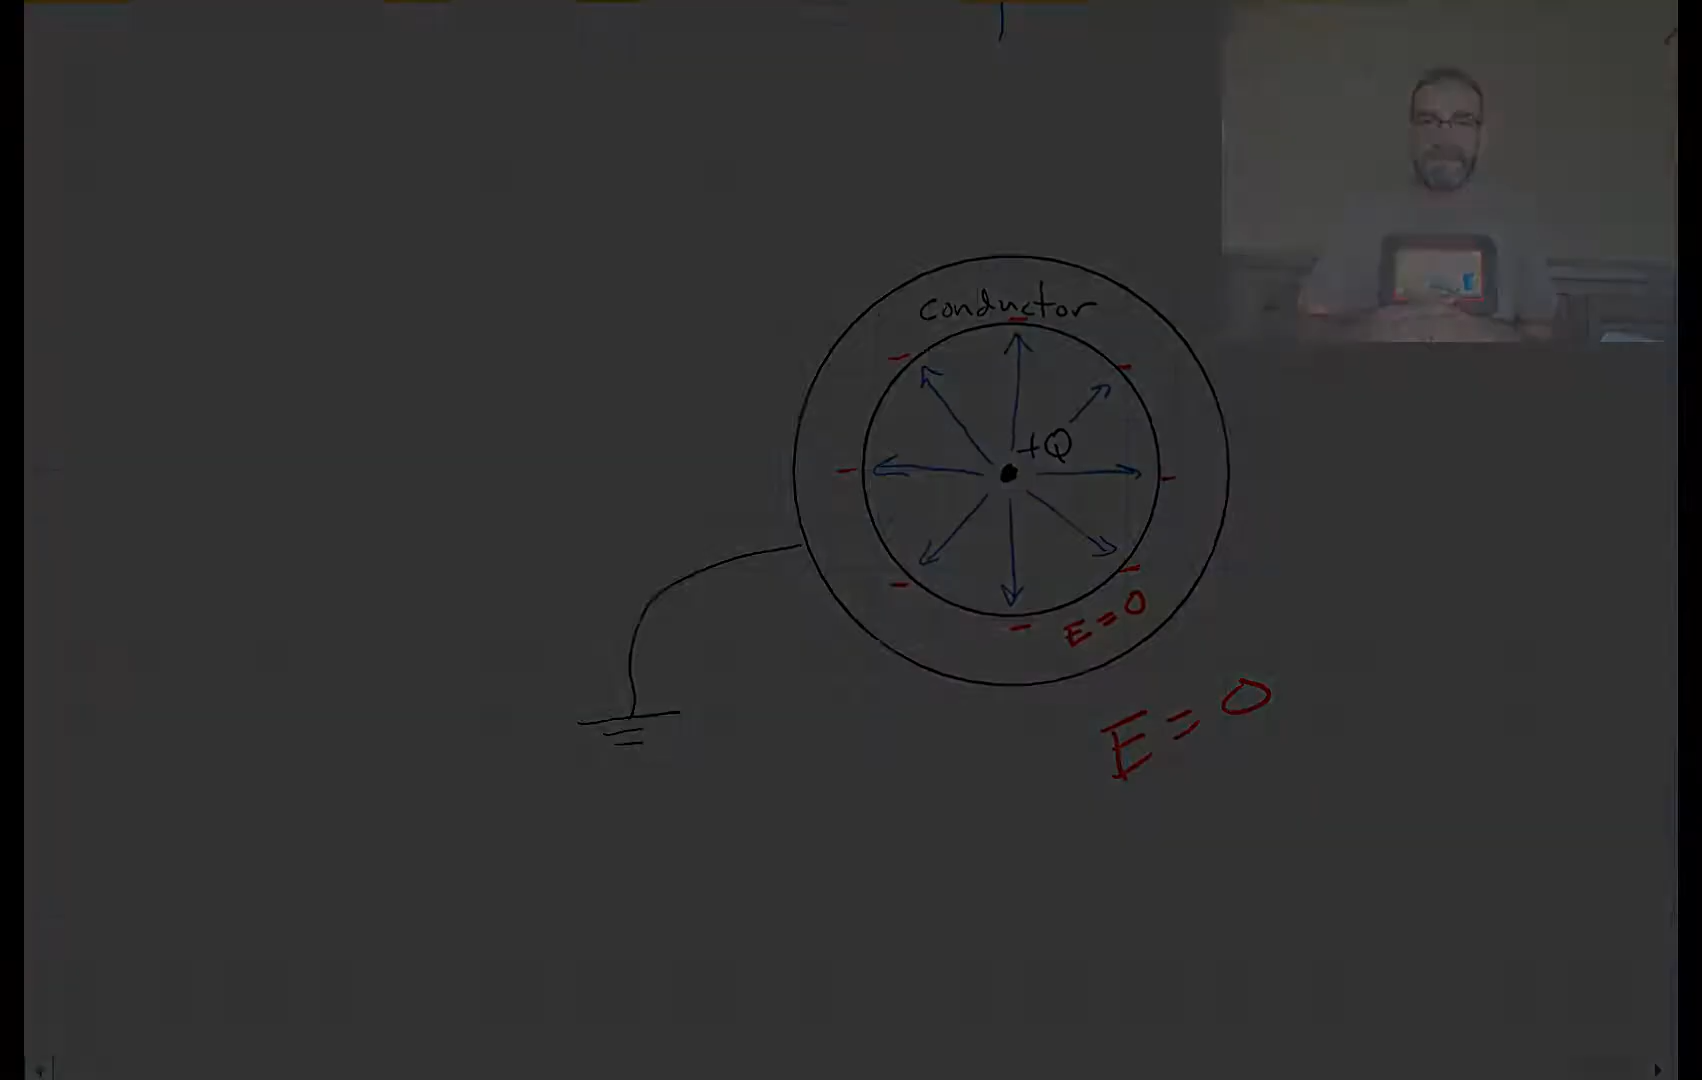 conductor
+Q
E = 0
E = 0